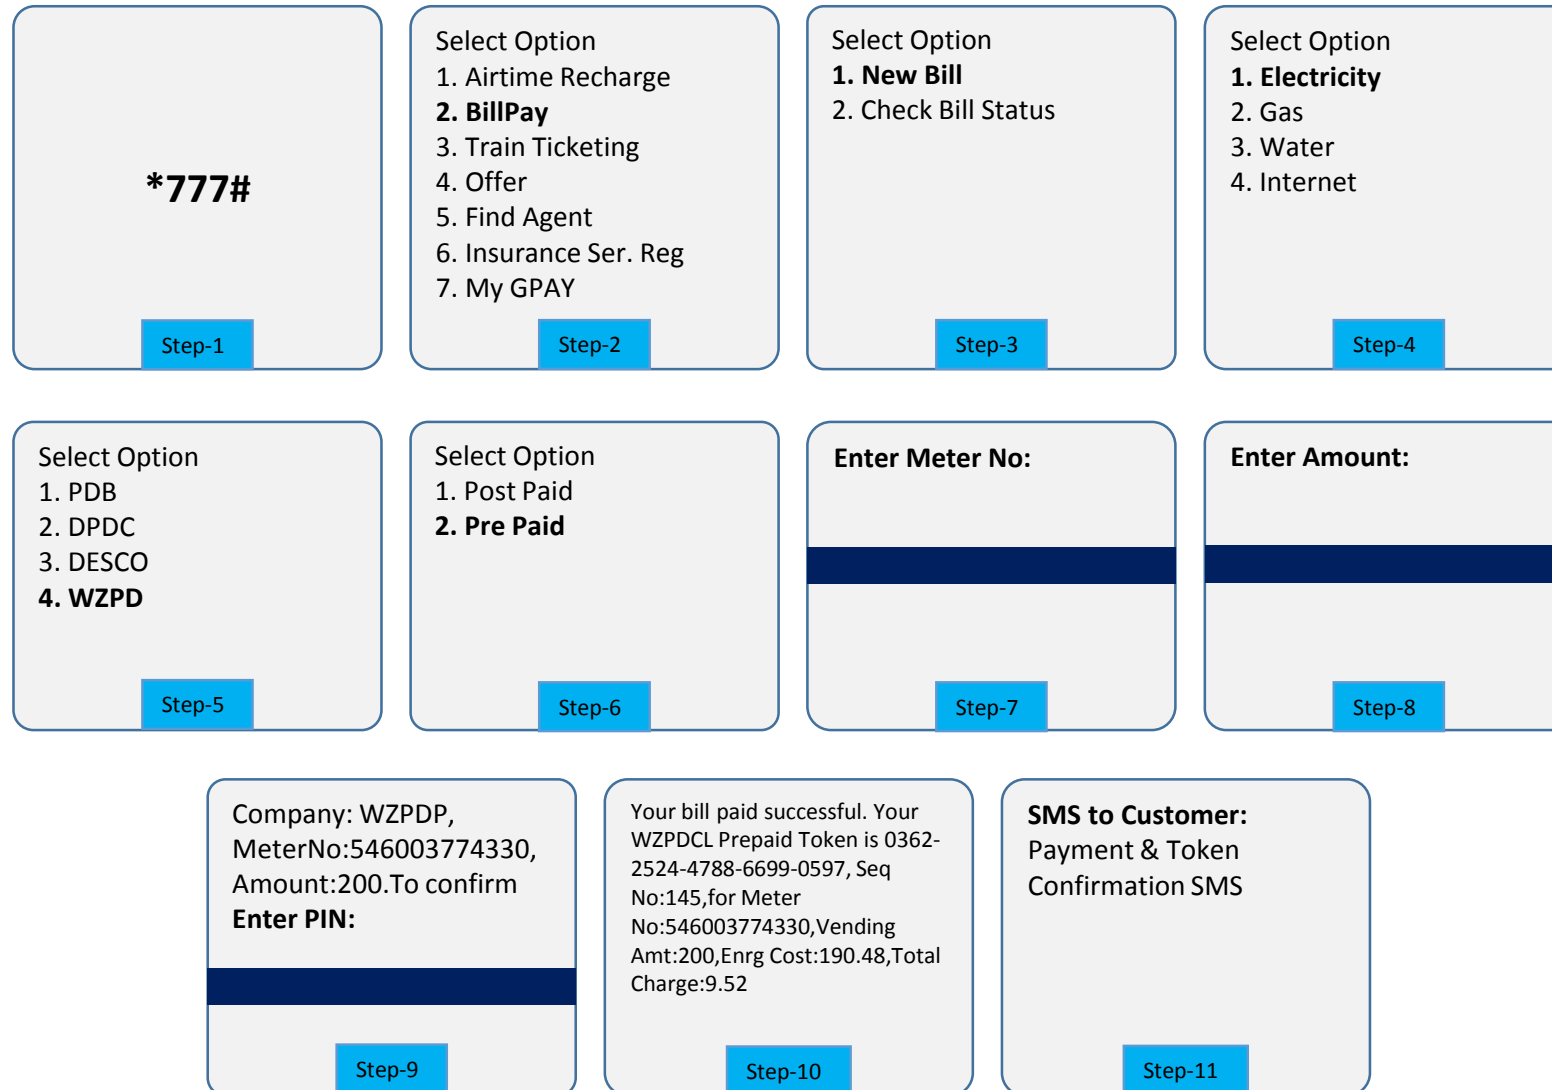 *777#
Step-1
Select Option
1. Airtime Recharge
2. BillPay
3. Train Ticketing
4. Offer
5. Find Agent
6. Insurance Ser. Reg
7. My GPAY
Step-2
Select Option
1. New Bill
2. Check Bill Status
Step-3
Select Option
1. Electricity
2. Gas
3. Water
4. Internet
Step-4
Select Option
1. PDB
2. DPDC
3. DESCO
4. WZPD
Step-5
Select Option
1. Post Paid
2. Pre Paid
Step-6
Enter Meter No:
Step-7
Enter Amount:
Step-8
Company: WZPDP,
MeterNo:546003774330,
Amount:200.To confirm
Enter PIN:
Step-9
Your bill paid successful. Your
WZPDCL Prepaid Token is 0362-
2524-4788-6699-0597, Seq
No:145,for Meter
No:546003774330,Vending
Amt:200,Enrg Cost:190.48,Total
Charge:9.52
Step-10
SMS to Customer:
Payment & Token
Confirmation SMS
Step-11